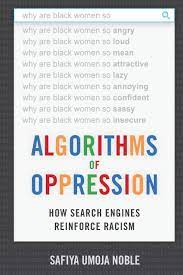 why are black women so
why are black women so angry
why are black women so loud
why are black women so mean
why are black women so attractive
why are black women so lazy
why are black women so annoying
why are black women so confident
why are black women so sassy
why are black women so insecure
ALGORITHMS
OF
OPPRESSION
HOW SEARCH ENGINES
REINFORCE RACISM
SAFIYA UMOJA NOBLE